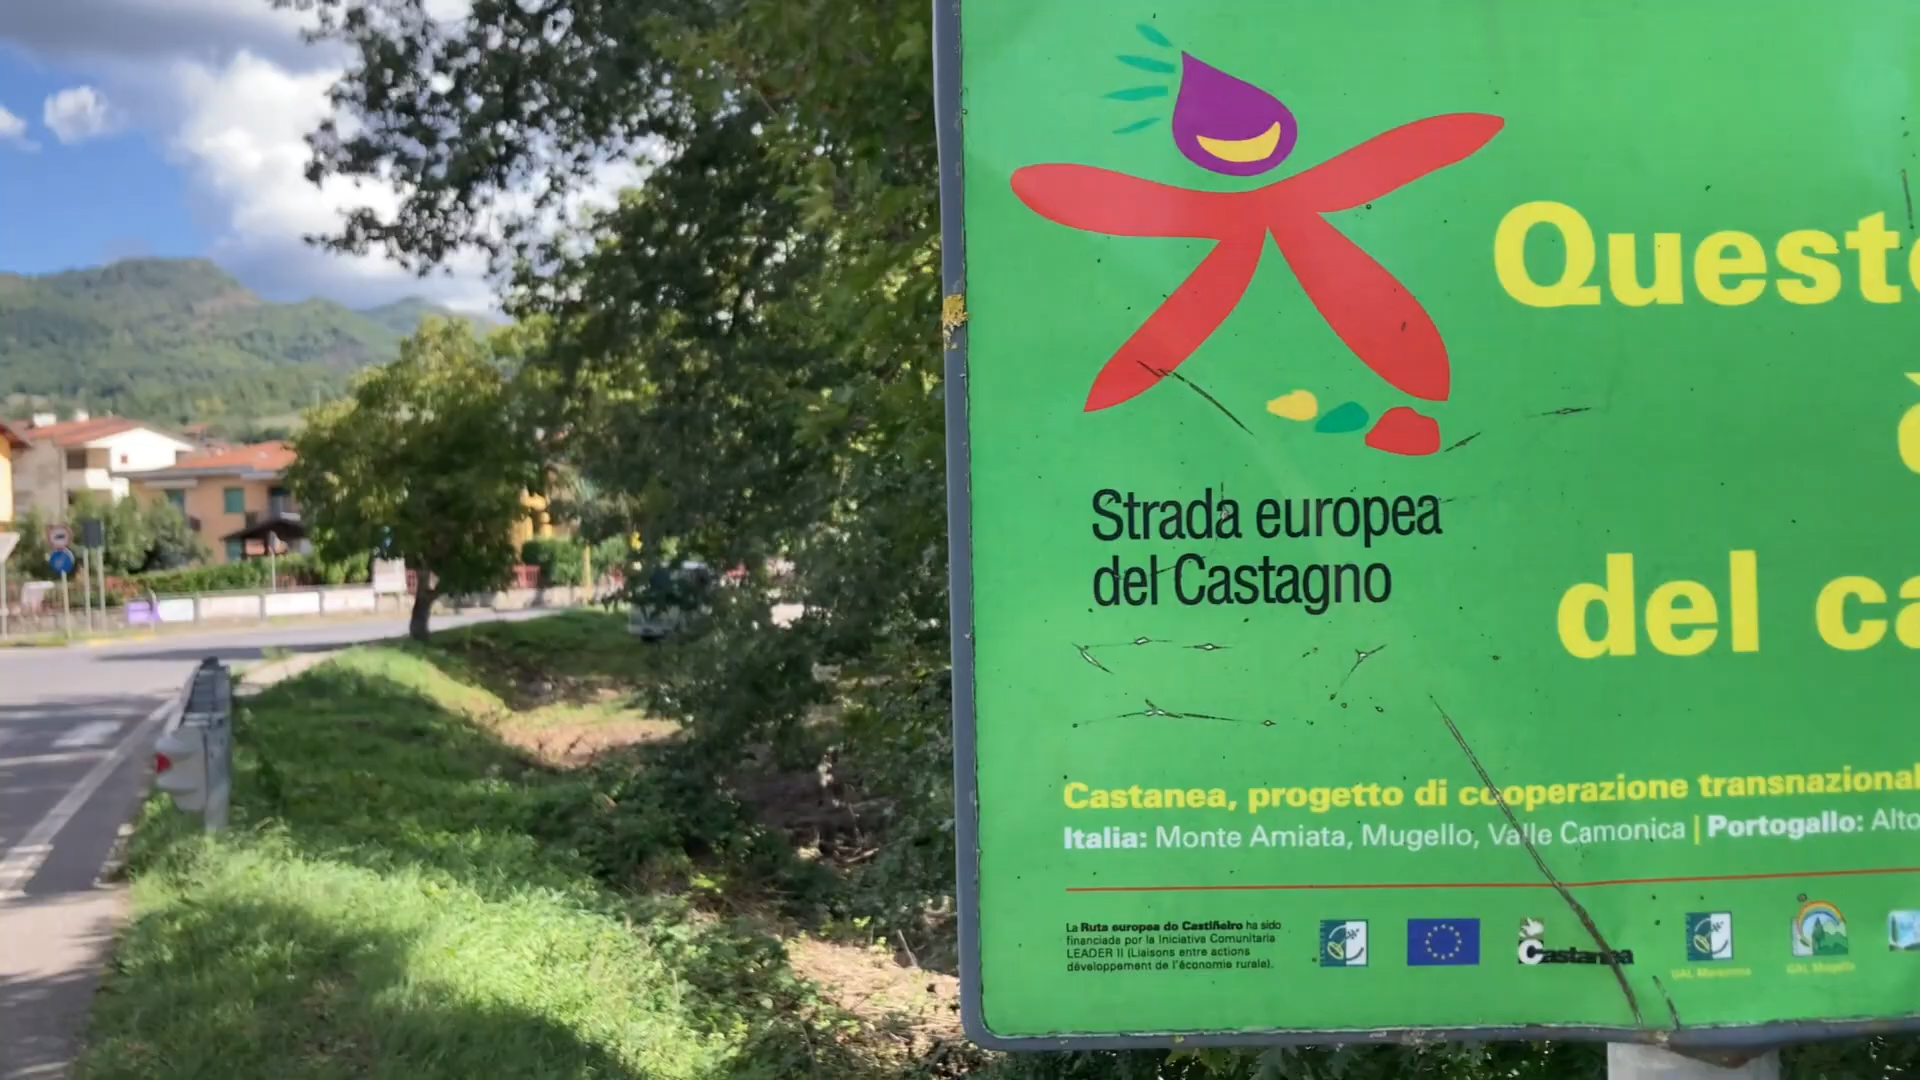 Quest
è
del ca
Strada europea
del Castagno
Castanea, progetto di cooperazione transnazional
Italia: Monte Amiata, Mugello, Valle Camonica | Portogallo: Alto
La Ruta europea do Castiñeiro ha sido
financiada por la Iniciativa Comunitaria
LEADER II (Liaisons entre actions
développement de l'économie rurale).
Castanea
GAL Mugello